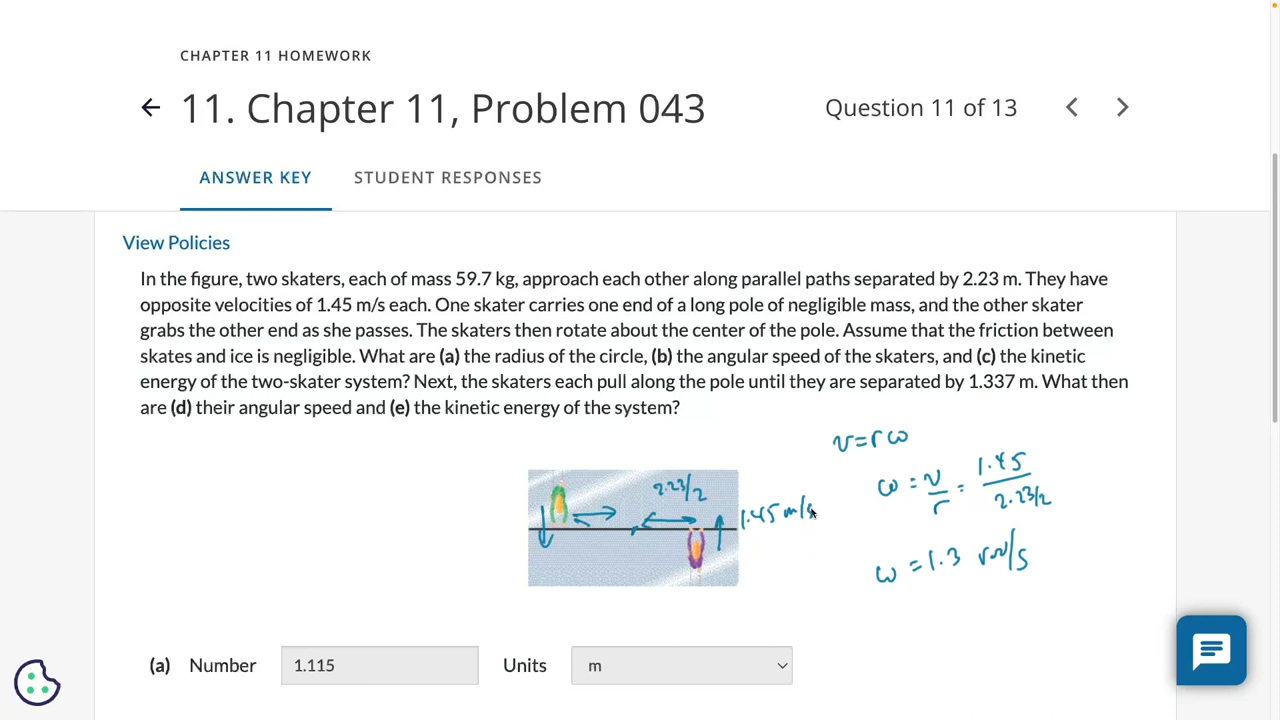 CHAPTER 11 HOMEWORK
11. Chapter 11, Problem 043
Question 11 of 13
ANSWER KEY
STUDENT RESPONSES
View Policies
In the figure, two skaters, each of mass 59.7 kg, approach each other along parallel paths separated by 2.23 m. They have
opposite velocities of 1.45 m/s each. One skater carries one end of a long pole of negligible mass, and the other skater
grabs the other end as she passes. The skaters then rotate about the center of the pole. Assume that the friction between
skates and ice is negligible. What are (a) the radius of the circle, (b) the angular speed of the skaters, and (c) the kinetic
energy of the two-skater system? Next, the skaters each pull along the pole until they are separated by 1.337 m. What then
are (d) their angular speed and (e) the kinetic energy of the system?
v=rω
2.23/2
1.45 m/s
ω = v/r = 1.45/2.23/2
ω = 1.3 rad/s
(a) Number 1.115 Units m